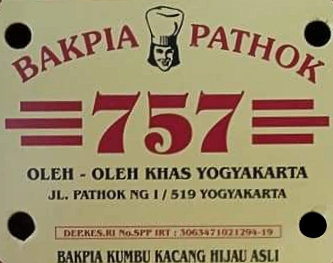 BAKPIA PATHOK
757
OLEH - OLEH KHAS YOGYAKARTA
JL. PATHOK NG I / 519 YOGYAKARTA
DEP.KES.RI No.SPP IRT : 3063471021294-19
BAKPIA KUMBU KACANG HIJAU ASLI